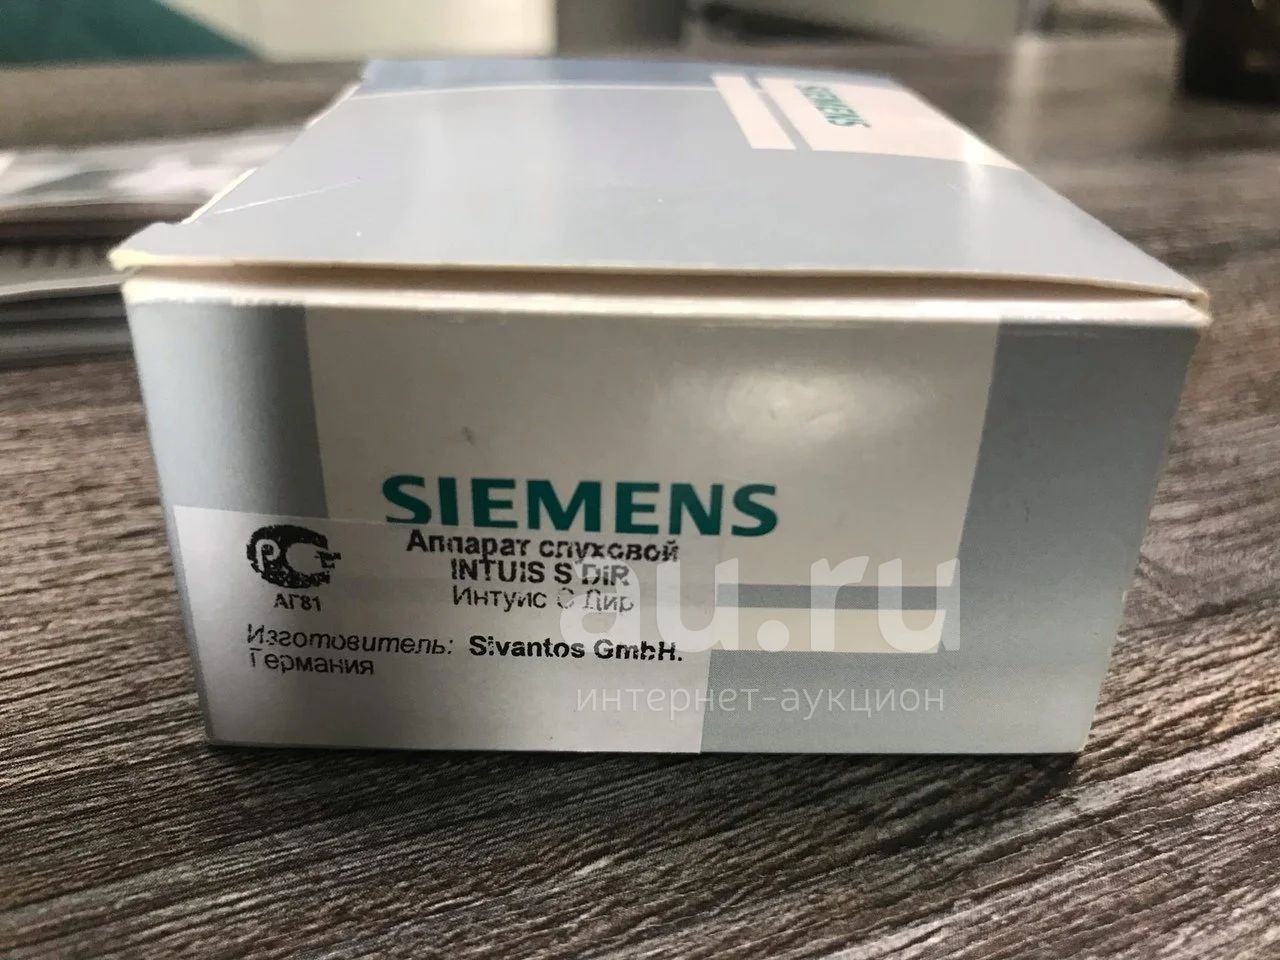 SIEMENS
SIEMENS
Аппарат слуховой
INTUIS S DIR
Интуис С Дир
АГ81
Изготовитель: Sivantos GmbH.
Германия
au.ru
интернет-аукцион